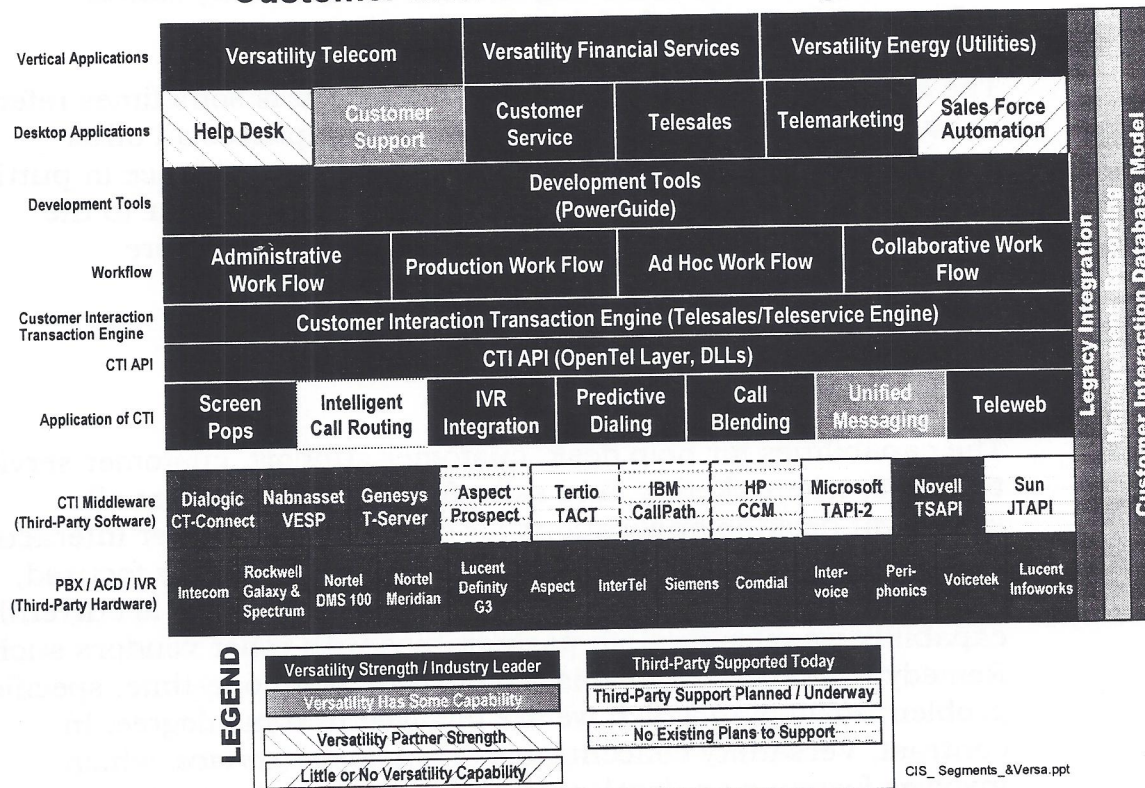 Customer
Vertical Applications
Versatility Telecom
Versatility Financial Services
Versatility Energy (Utilities)
Desktop Applications
Help Desk
Customer
Support
Customer
Service
Telesales
Telemarketing
Sales Force
Automation
Development Tools
Development Tools
(PowerGuide)
Workflow
Administrative
Work Flow
Production Work Flow
Ad Hoc Work Flow
Collaborative Work
Flow
Customer Interaction
Transaction Engine
Customer Interaction Transaction Engine (Telesales/Teleservice Engine)
CTI API
CTI API (OpenTel Layer, DLLs)
Application of CTI
Screen
Pops
Intelligent
Call Routing
IVR
Integration
Predictive
Dialing
Call
Blending
Unified
Messaging
Teleweb
CTI Middleware
(Third-Party Software)
Dialogic
CT-Connect
Nabnasset
VESP
Genesys
T-Server
Aspect
Prospect
Tertio
TACT
IBM
CallPath
HP
CCM
Microsoft
TAPI-2
Novell
TSAPI
Sun
JTAPI
PBX / ACD / IVR
(Third-Party Hardware)
Intecom
Rockwell
Galaxy &
Spectrum
Nortel
DMS 100
Nortel
Meridian
Lucent
Definity
G3
Aspect
InterTel
Siemens
Comdial
Inter-
voice
Peri-
phonics
Voicetek
Lucent
Infoworks
Legacy Integration
Management Reporting
Customer Interaction Database Model
LEGEND
Versatility Strength / Industry Leader
Versatility Has Some Capability
Versatility Partner Strength
Little or No Versatility Capability
Third-Party Supported Today
Third-Party Support Planned / Underway
No Existing Plans to Support
CIS_ Segments_&Versa.ppt